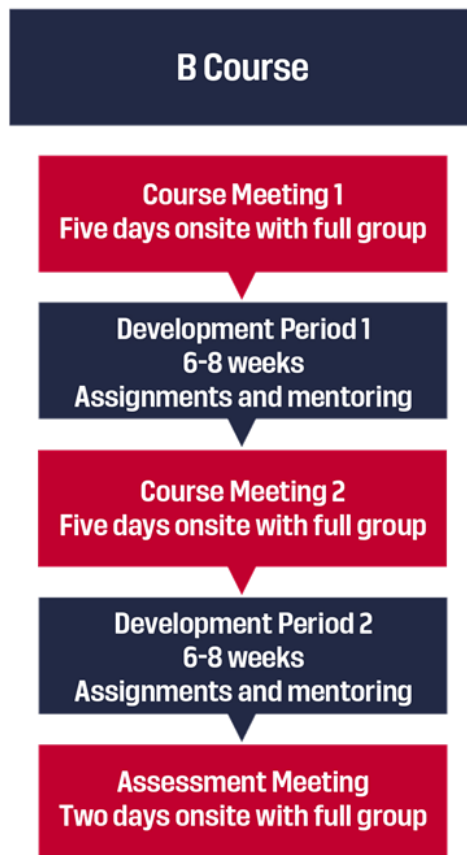 B Course
Course Meeting 1
Five days onsite with full group
Development Period 1
6-8 weeks
Assignments and mentoring
Course Meeting 2
Five days onsite with full group
Development Period 2
6-8 weeks
Assignments and mentoring
Assessment Meeting
Two days onsite with full group